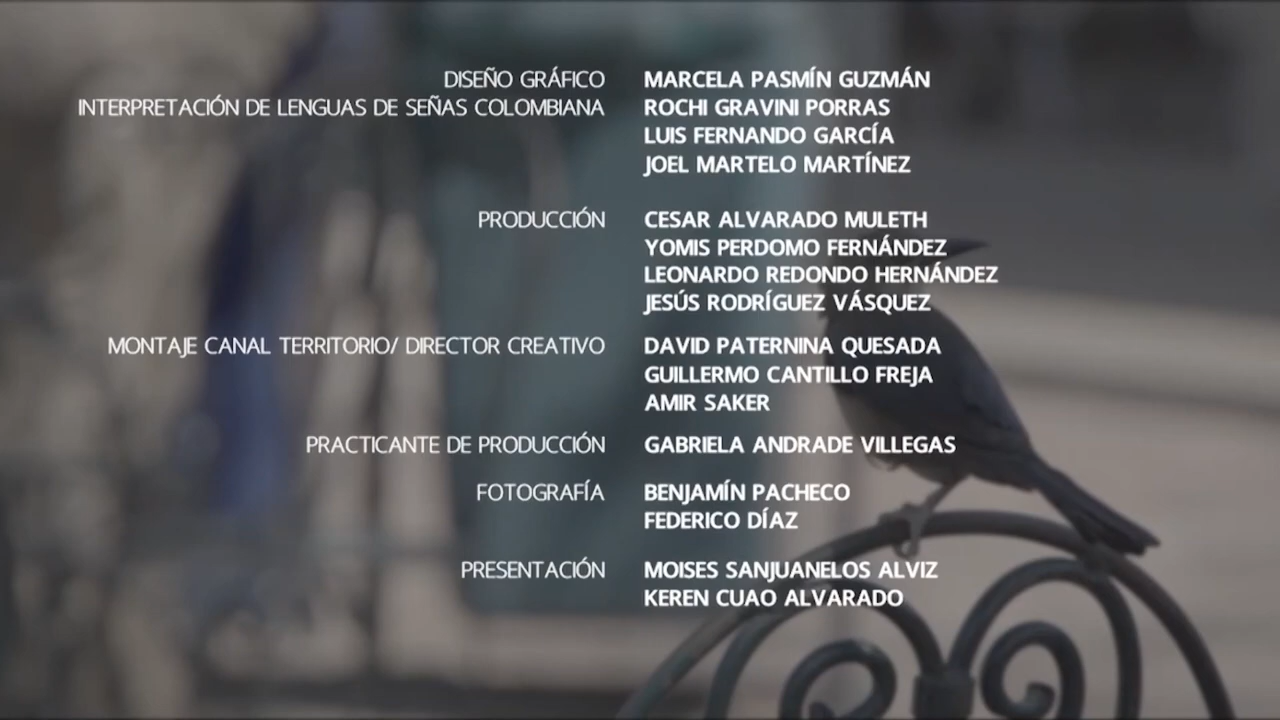 DISEÑO GRÁFICO MARCELA PASMÍN GUZMÁN
INTERPRETACIÓN DE LENGUAS DE SEÑAS COLOMBIANA ROCHI GRAVINI PORRAS
LUIS FERNANDO GARCÍA
JOEL MARTELO MARTÍNEZ
PRODUCCIÓN CESAR ALVARADO MULETH
YOMIS PERDOMO FERNÁNDEZ
LEONARDO REDONDO HERNÁNDEZ
JESÚS RODRÍGUEZ VÁSQUEZ
MONTAJE CANAL TERRITORIO/ DIRECTOR CREATIVO DAVID PATERNINA QUESADA
GUILLERMO CANTILLO FREJA
AMIR SAKER
PRACTICANTE DE PRODUCCIÓN GABRIELA ANDRADE VILLEGAS
FOTOGRAFÍA BENJAMÍN PACHECO
FEDERICO DÍAZ
PRESENTACIÓN MOISES SANJUANELOS ALVIZ
KEREN CUAO ALVARADO